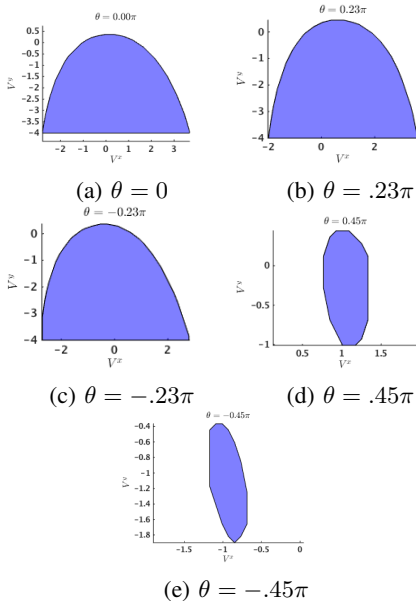 θ = 0.00π
θ = 0.23π
0.5
0
-0.5
-1
-1.5
-2
-2.5
-3
-3.5
-4
V^y
-2 -1 0 1 2 3
V^x
0
-1
-2
-3
-4
V^y
-2 0 2
V^x
(a) θ = 0
(b) θ = .23π
θ = −0.23π
θ = 0.45π
0
-1
-2
-3
-4
V^y
-2 0 2
V^x
0
-0.5
-1
V^y
0.5 1 1.5
V^x
(c) θ = −.23π
(d) θ = .45π
θ = −0.45π
-0.4
-0.6
-0.8
-1
-1.2
-1.4
-1.6
-1.8
V^y
-1.5 -1 -0.5 0
V^x
(e) θ = −.45π